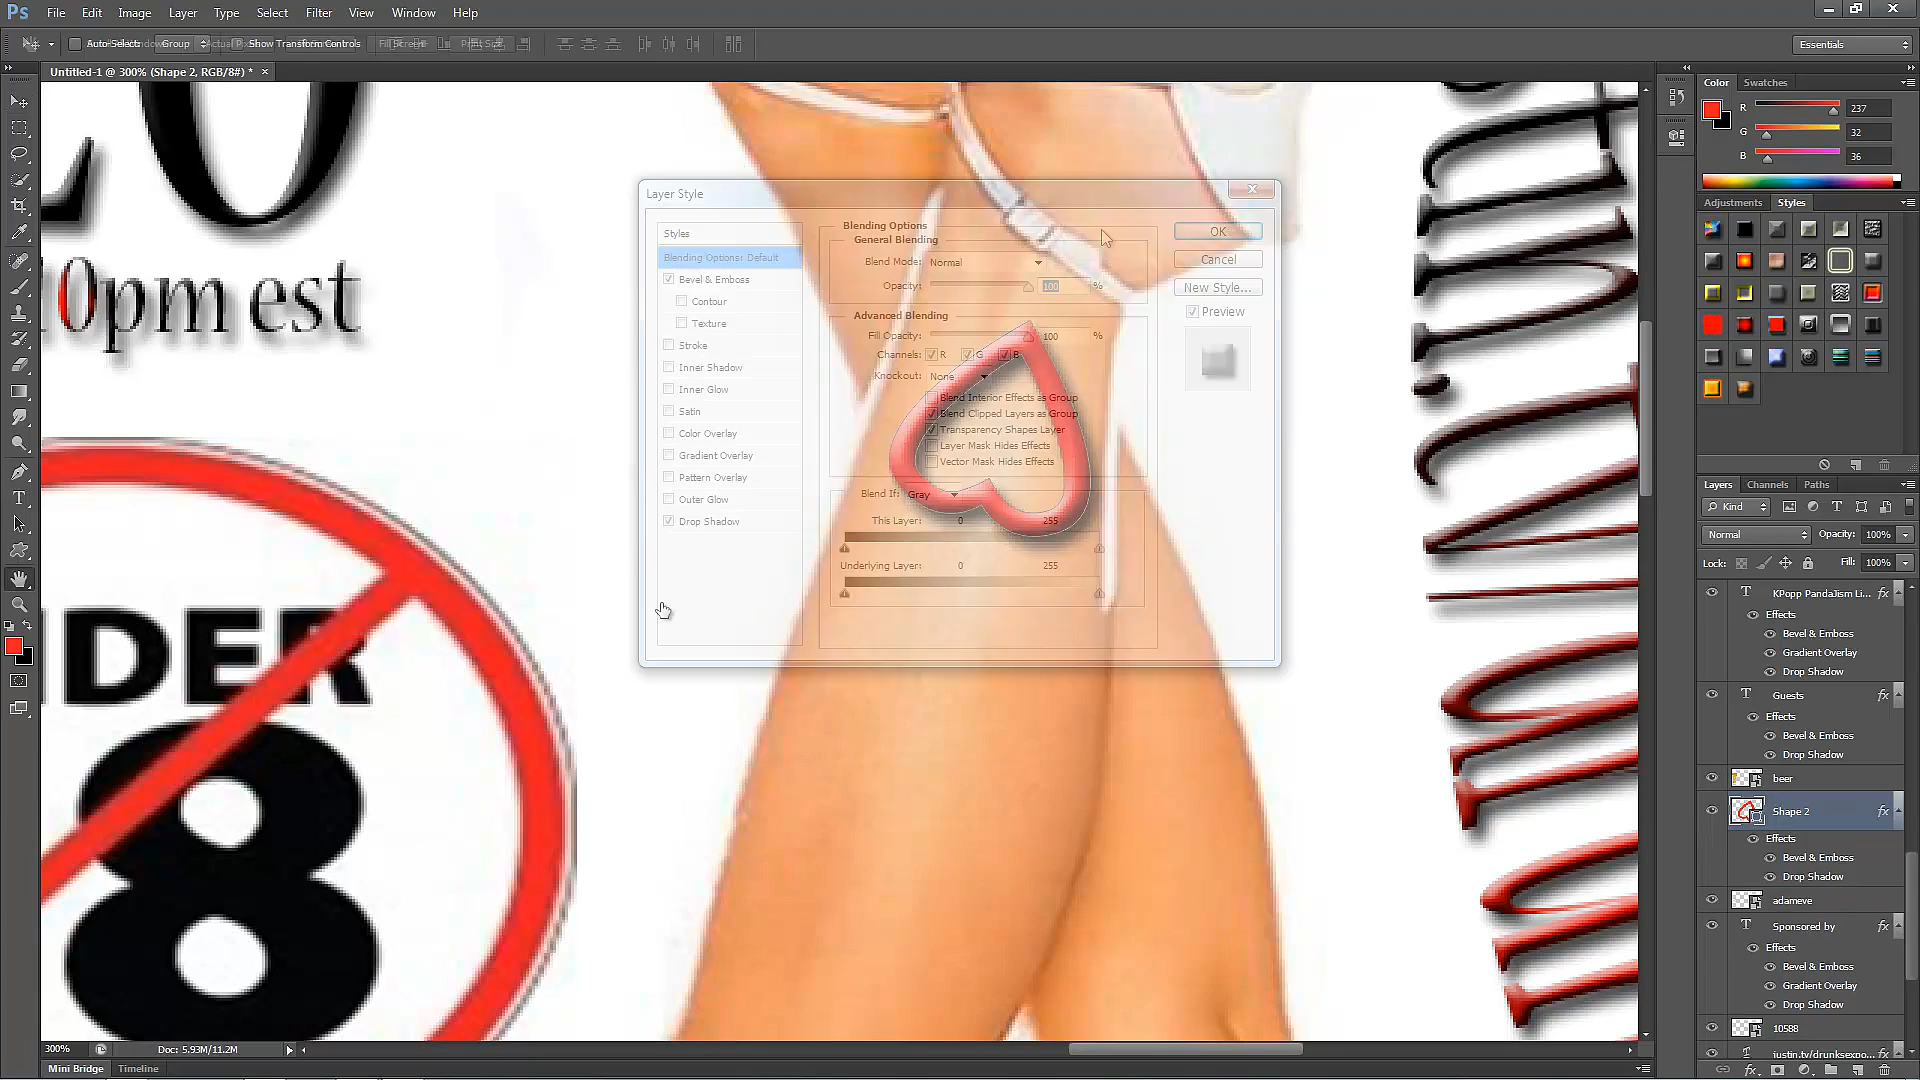 Ps File Edit Image Layer Type Select Filter View Window Help
Auto-Select: Group Show Transform Controls
Essentials
Untitled-1 @ 300% (Shape 2, RGB/8#) * ×
Color Swatches
R 237
G 32
B 36
Adjustments Styles
Layer Style
Styles
Blending Options: Default
Bevel & Emboss
Contour
Texture
Stroke
Inner Shadow
Inner Glow
Satin
Color Overlay
Gradient Overlay
Pattern Overlay
Outer Glow
Drop Shadow
Blending Options
General Blending
Blend Mode: Normal
Opacity: 100 %
Advanced Blending
Fill Opacity: 100 %
Channels: R G B
Knockout: None
Blend Interior Effects as Group
Blend Clipped Layers as Group
Transparency Shapes Layer
Layer Mask Hides Effects
Vector Mask Hides Effects
Blend If: Gray
This Layer: 0 255
Underlying Layer: 0 255
OK
Cancel
New Style...
Preview
0pm est
DER
8
Layers Channels Paths
Kind
Normal Opacity: 100%
Lock: Fill: 100%
KPopp PandaJism Li... fx
Effects
Bevel & Emboss
Gradient Overlay
Drop Shadow
Guests fx
Effects
Bevel & Emboss
Drop Shadow
beer
Shape 2 fx
Effects
Bevel & Emboss
Drop Shadow
adameve
Sponsored by fx
Effects
Bevel & Emboss
Gradient Overlay
Drop Shadow
10588
justin.tv/drunksexpo...
300% Doc: 5.93M/11.2M
Mini Bridge Timeline